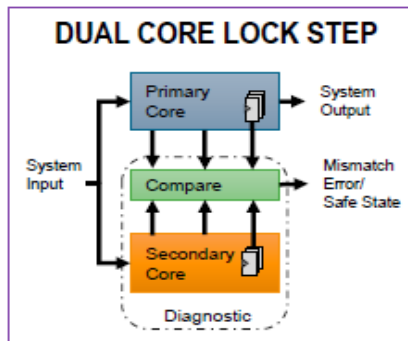 DUAL CORE LOCK STEP
Primary
Core
System
Output
System
Input
Compare
Mismatch
Error/
Safe State
Secondary
Core
Diagnostic